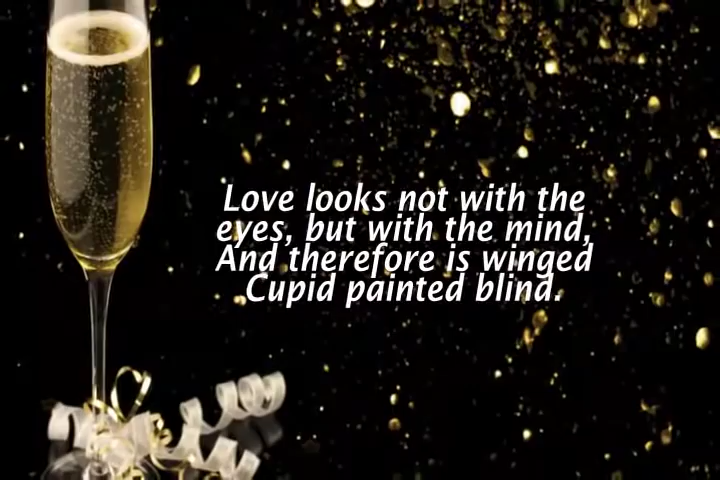 Love looks not with the
eyes, but with the mind,
And therefore is winged
Cupid painted blind.